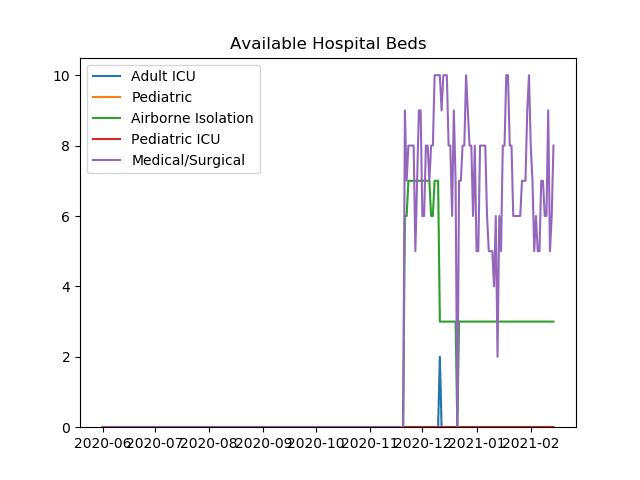 Available Hospital Beds
Adult ICU
Pediatric
Airborne Isolation
Pediatric ICU
Medical/Surgical
10
8
6
4
2
0
2020-06 2020-07 2020-08 2020-09 2020-10 2020-11 2020-12 2021-01 2021-02